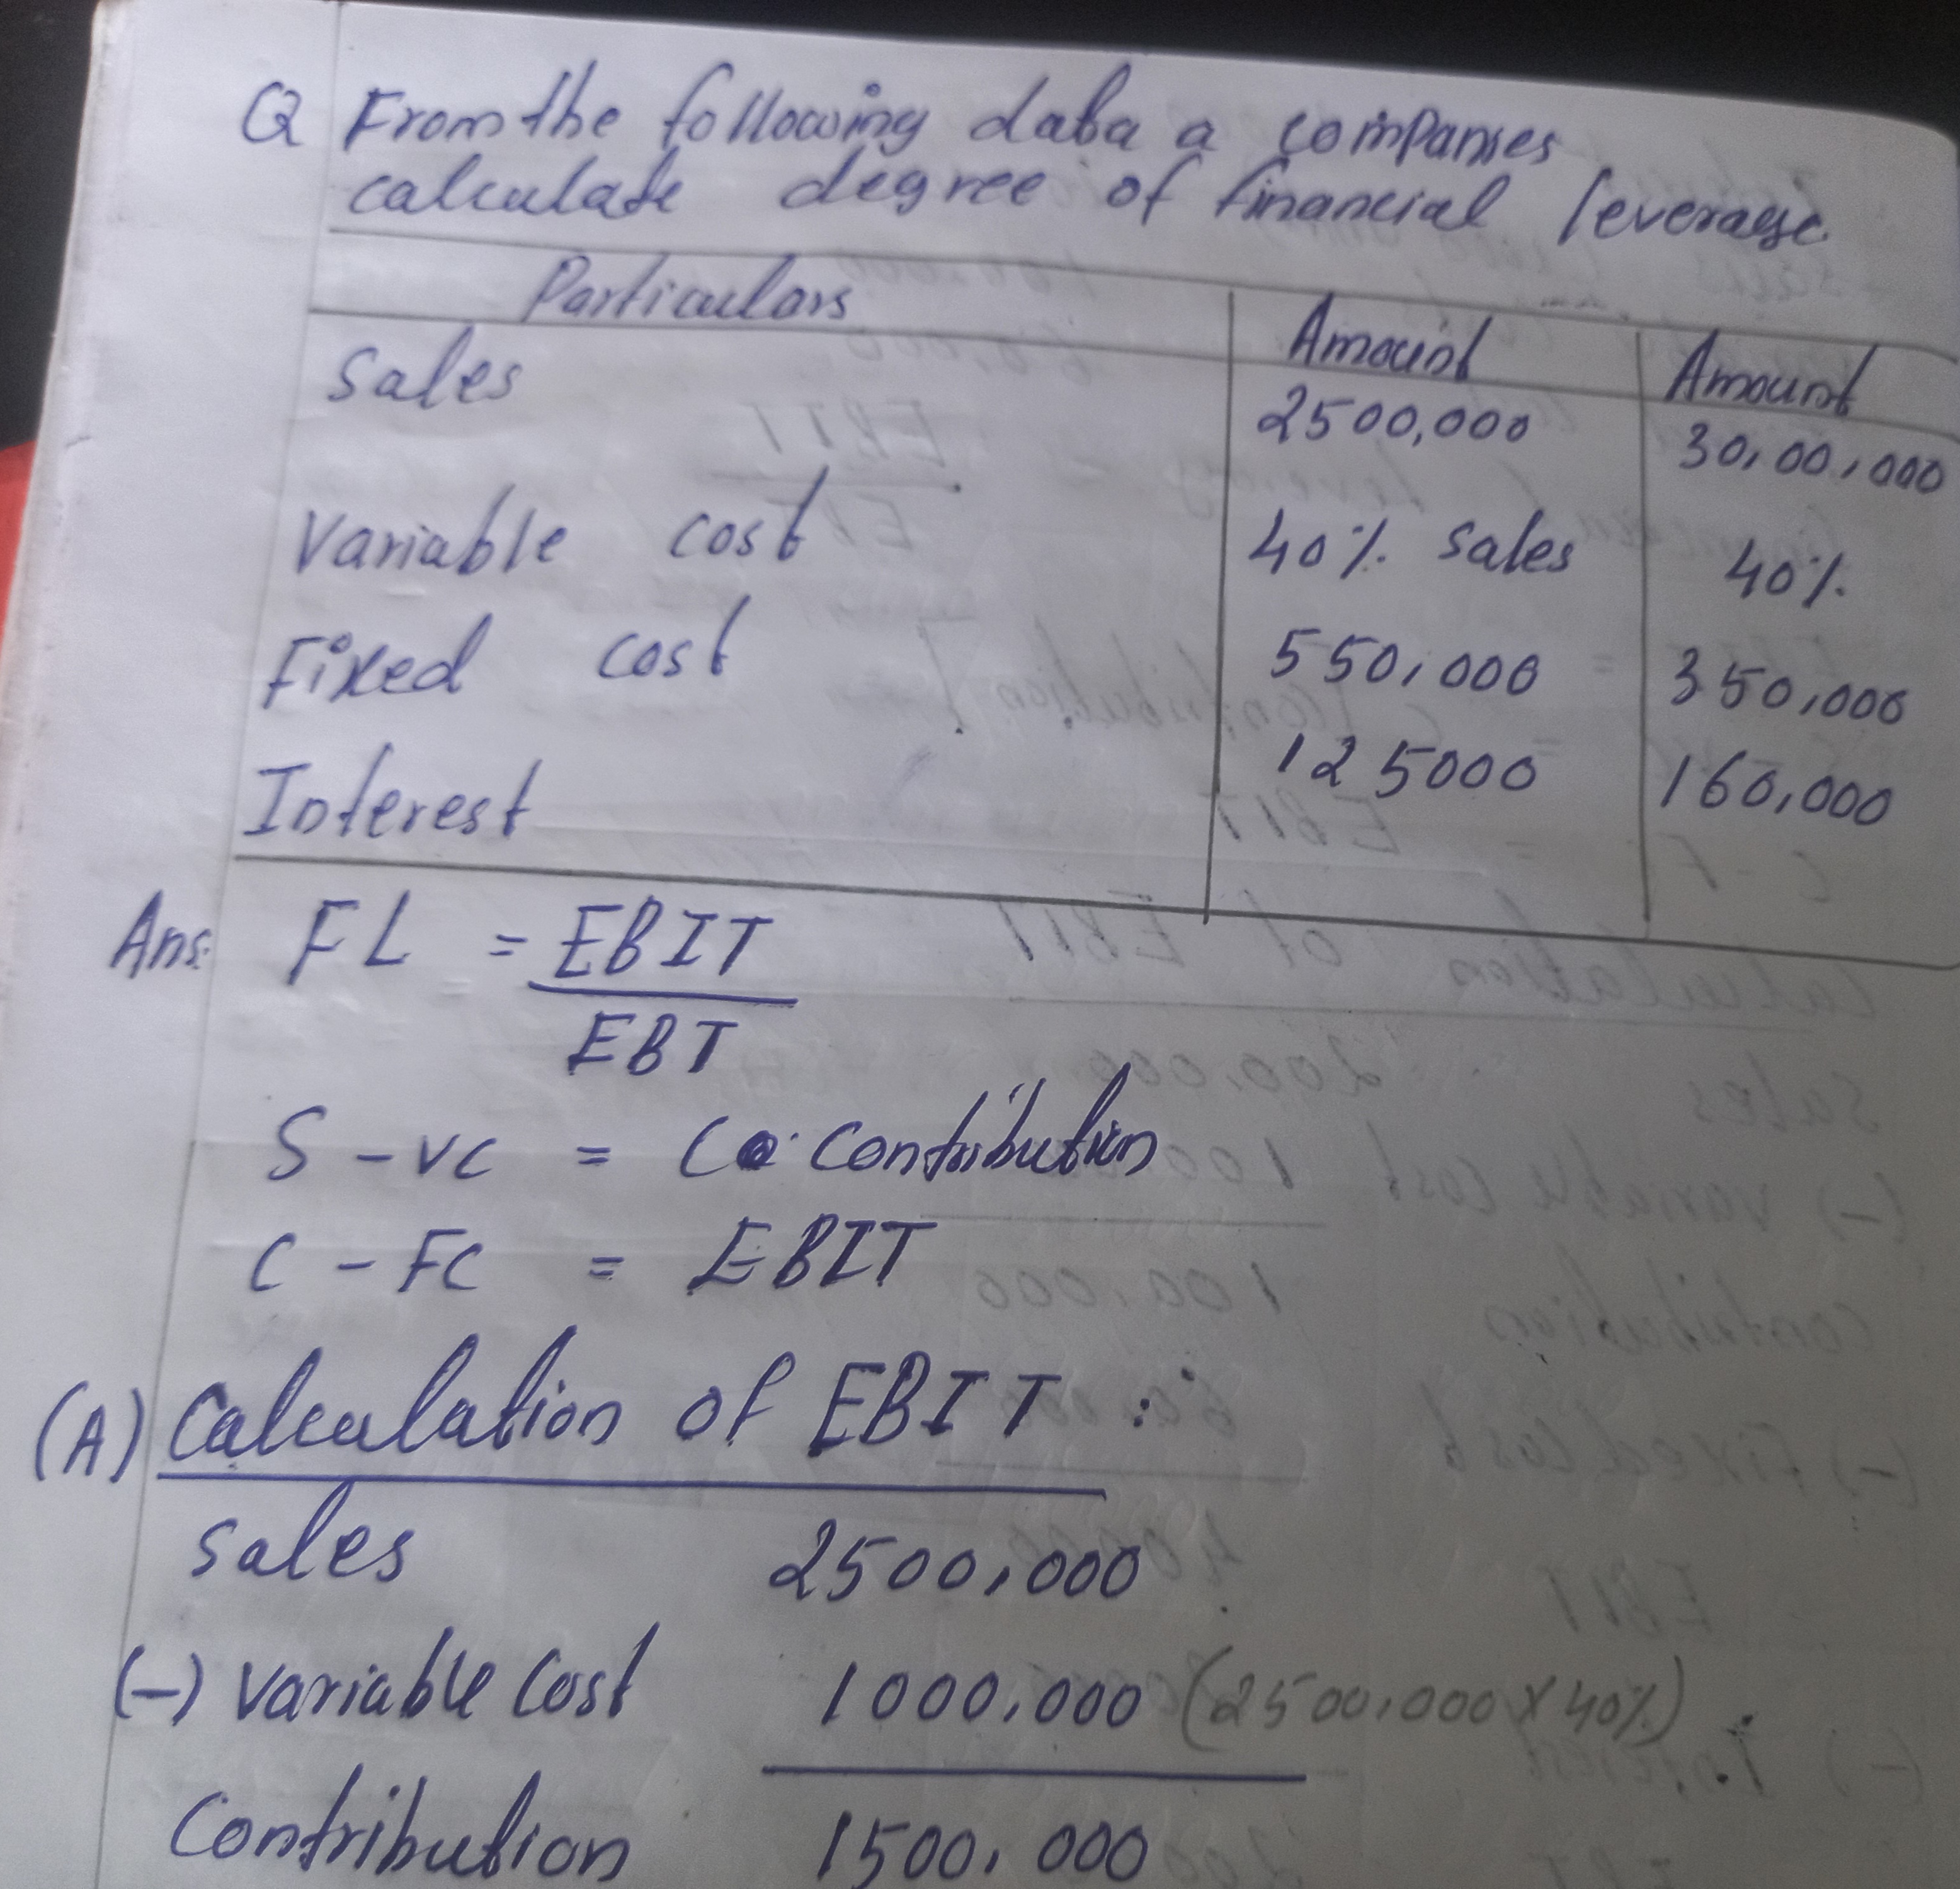 Q From the following data a companies
calculate degree of financial leverage
Particulars Amount Amount
Sales 2500,000 30,00,000
Variable cost 40% sales 40%
Fixed cost 550,000 350,000
Interest 125000 160,000
Ans: FL = EBIT
EBT
S - VC = C Contribution
C - FC = EBIT
(A) Calculation of EBIT :
Sales 2500,000
(-) Variable Cost 1000,000 (2500,000 X 40%)
Contribution 1500,000